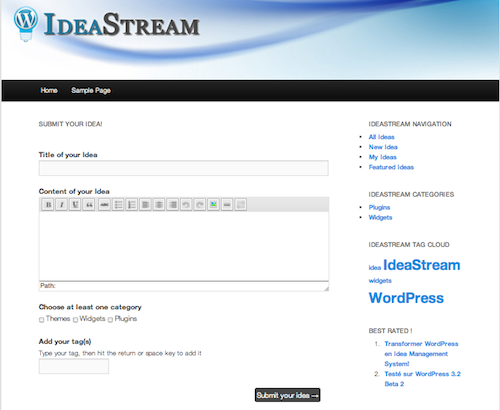 IDEASTREAM
Home Sample Page
SUBMIT YOUR IDEA!
Title of your Idea
Content of your Idea
B I U
Path:
Choose at least one category
Themes Widgets Plugins
Add your tag(s)
Type your tag, then hit the return or space key to add it
Submit your idea →
IDEASTREAM NAVIGATION
All Ideas
New Idea
My Ideas
Featured Ideas
IDEASTREAM CATEGORIES
Plugins
Widgets
IDEASTREAM TAG CLOUD
idea IdeaStream
widgets
WordPress
BEST RATED !
1. Transformer WordPress
en Idea Management
System!
2. Testé sur WordPress 3.2
Beta 2